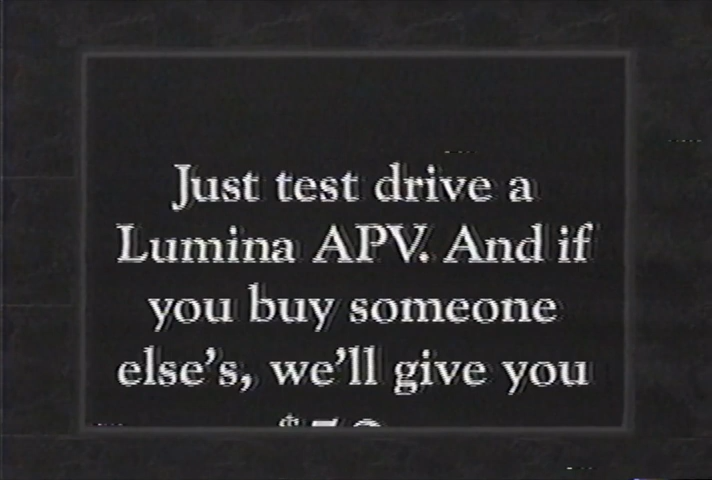 Just test drive a
Lumina APV. And if
you buy someone
else's, we'll give you